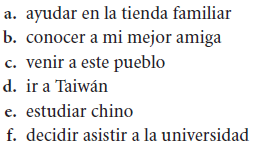 a. ayudar en la tienda familiar
b. conocer a mi mejor amiga
c. venir a este pueblo
d. ir a Taiwán
e. estudiar chino
f. decidir asistir a la universidad